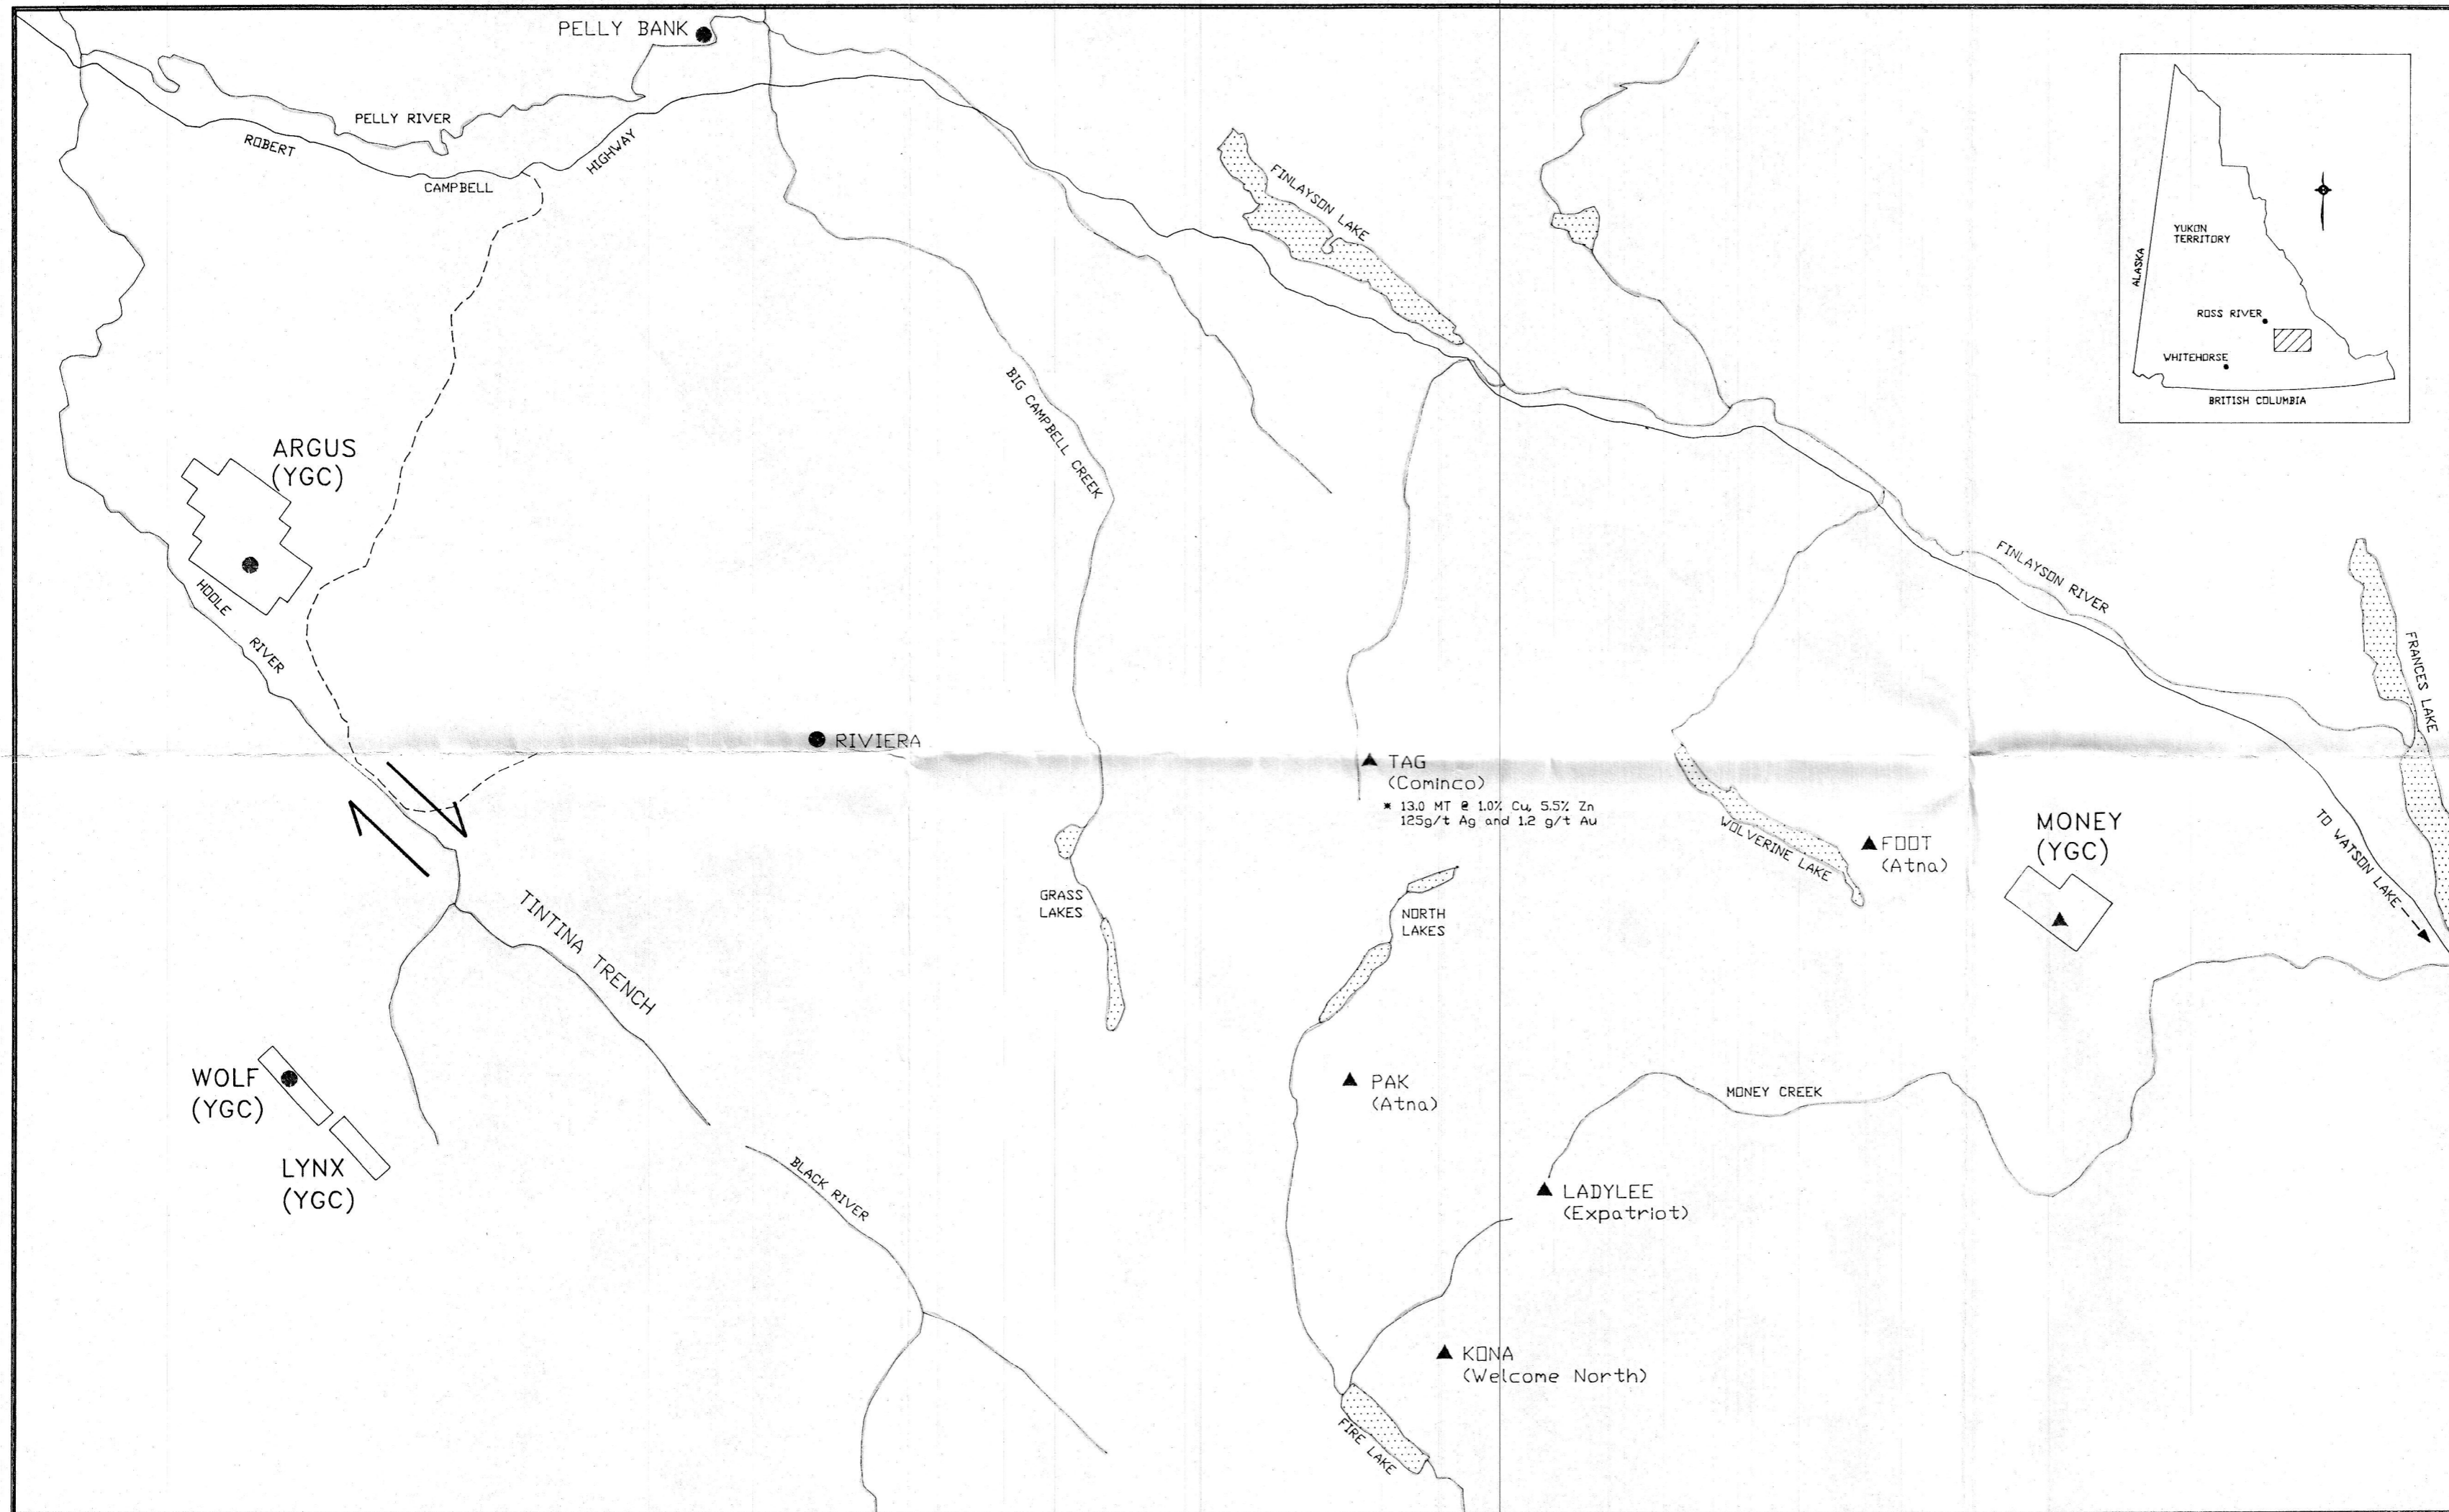 PELLY BANK
PELLY RIVER
ROBERT
CAMPBELL
HIGHWAY
FINLAYSON LAKE
YUKON
TERRITORY
ALASKA
ROSS RIVER
WHITEHORSE
BRITISH COLUMBIA
BIG CAMPBELL CREEK
ARGUS
(YGC)
HOOLE
RIVER
FINLAYSON RIVER
FRANCES LAKE
RIVIERA
TAG
(Cominco)
* 13.0 MT @ 1.0% Cu, 5.5% Zn
125g/t Ag and 1.2 g/t Au
WOLVERINE LAKE
FOOT
(Atna)
MONEY
(YGC)
TO WATSON LAKE
GRASS
LAKES
NORTH
LAKES
TINTINA TRENCH
WOLF
(YGC)
LYNX
(YGC)
PAK
(Atna)
MONEY CREEK
BLACK RIVER
LADYLEE
(Expatriot)
KONA
(Welcome North)
FIRE LAKE